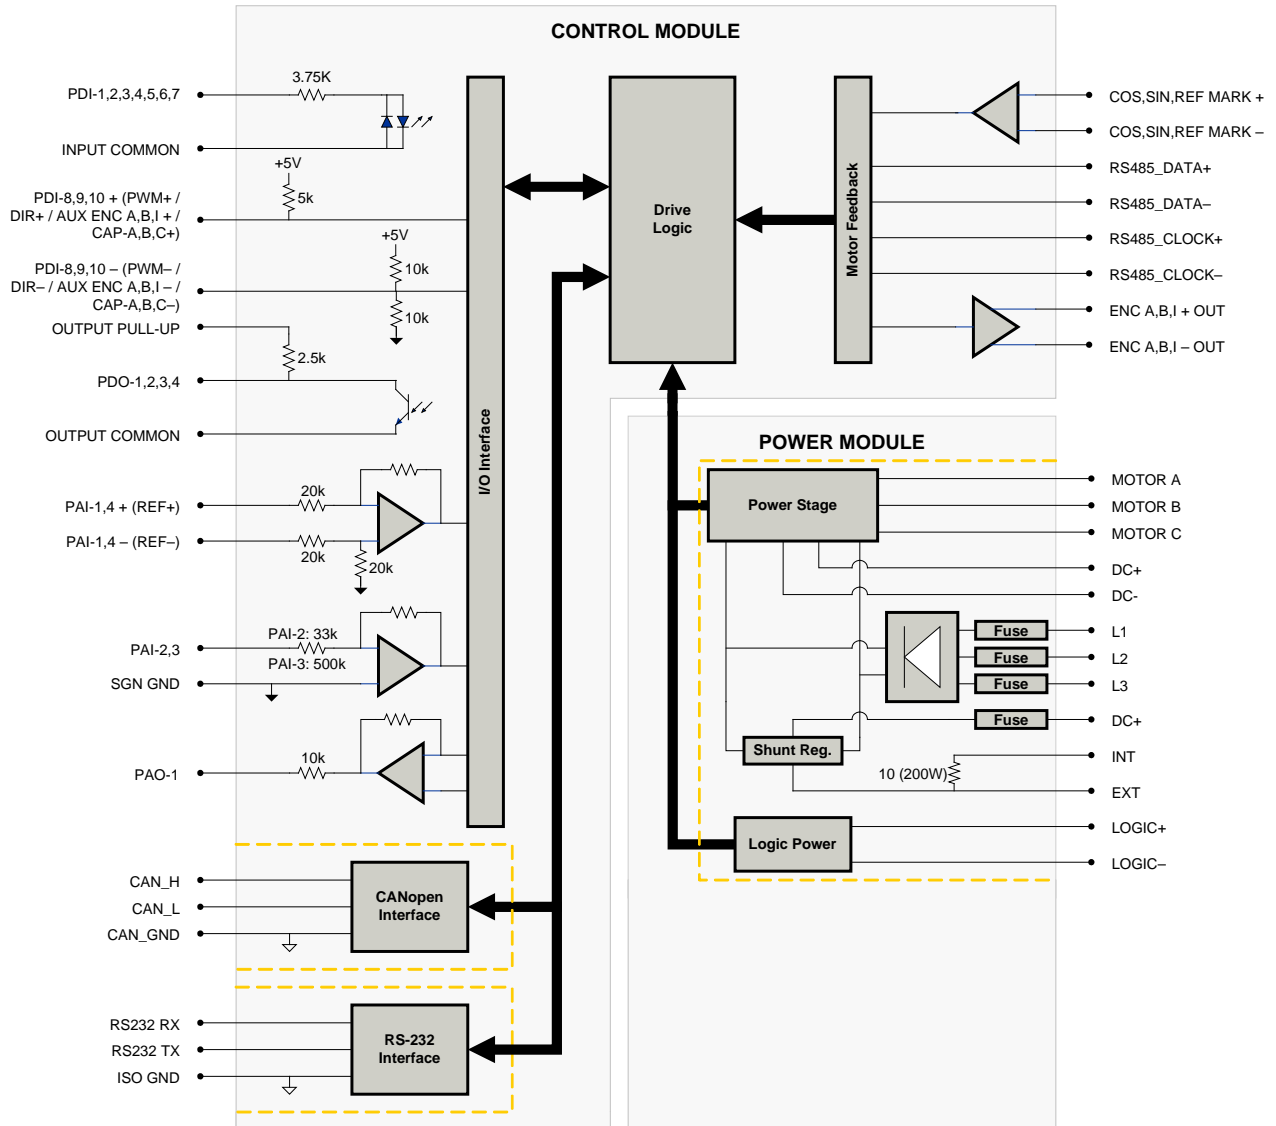 CONTROL MODULE
PDI-1,2,3,4,5,6,7
3.75K
INPUT COMMON
+5V
5k
PDI-8,9,10 + (PWM+ /
DIR+ / AUX ENC A,B,I + /
CAP-A,B,C+)
+5V
10k
10k
PDI-8,9,10 – (PWM– /
DIR– / AUX ENC A,B,I – /
CAP-A,B,C–)
OUTPUT PULL-UP
2.5k
PDO-1,2,3,4
OUTPUT COMMON
PAI-1,4 + (REF+)
20k
PAI-1,4 – (REF–)
20k
20k
PAI-2,3
PAI-2: 33k
PAI-3: 500k
SGN GND
PAO-1
10k
I/O Interface
Drive
Logic
Motor Feedback
COS,SIN,REF MARK +
COS,SIN,REF MARK –
RS485_DATA+
RS485_DATA–
RS485_CLOCK+
RS485_CLOCK–
ENC A,B,I + OUT
ENC A,B,I – OUT
CAN_H
CAN_L
CAN_GND
CANopen
Interface
RS232 RX
RS232 TX
ISO GND
RS-232
Interface
POWER MODULE
Power Stage
MOTOR A
MOTOR B
MOTOR C
DC+
DC-
Fuse
L1
Fuse
L2
Fuse
L3
Fuse
DC+
Shunt Reg.
10 (200W)
INT
EXT
Logic Power
LOGIC+
LOGIC–